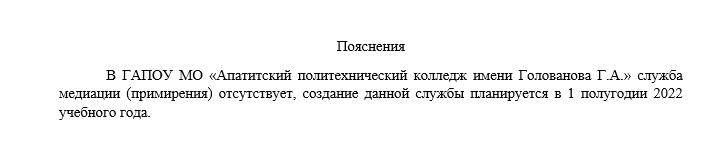 Пояснения
В ГАПОУ МО «Апатитский политехнический колледж имени Голованова Г.А.» служба
медиации (примирения) отсутствует, создание данной службы планируется в 1 полугодии 2022
учебного года.